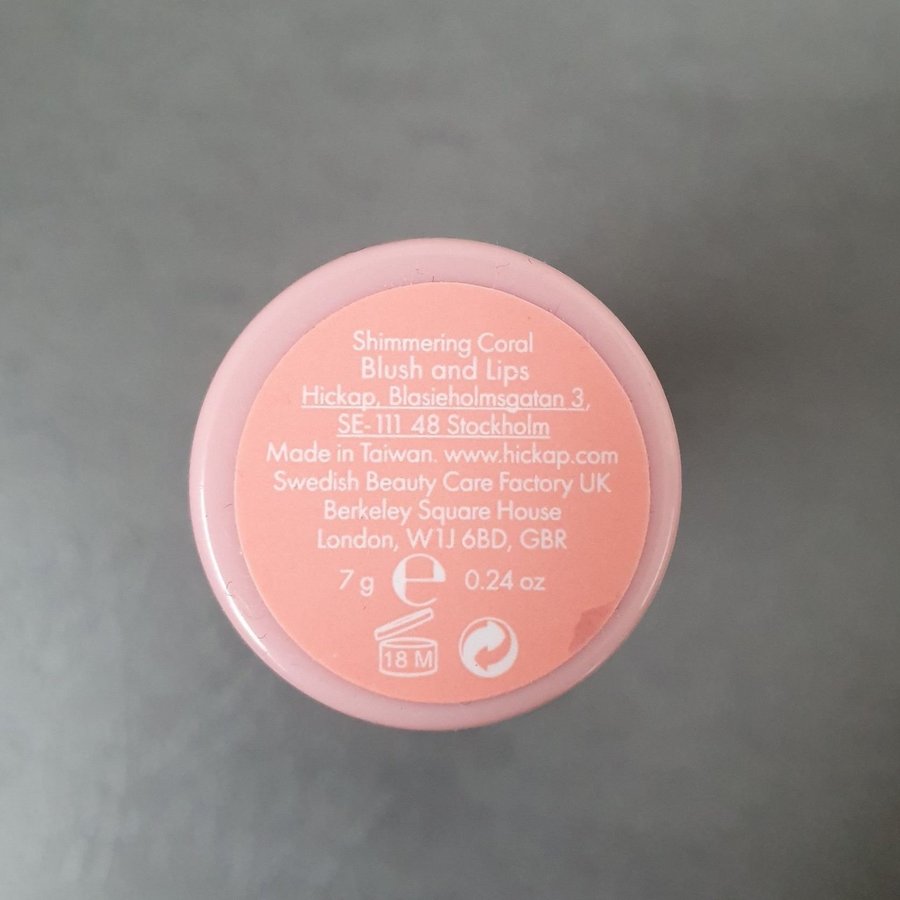 Shimmering Coral
Blush and Lips
Hickap, Blasieholmsgatan 3,
SE-111 48 Stockholm
Made in Taiwan. www.hickap.com
Swedish Beauty Care Factory UK
Berkeley Square House
London, W1J 6BD, GBR
7 g e 0.24 oz
18 M